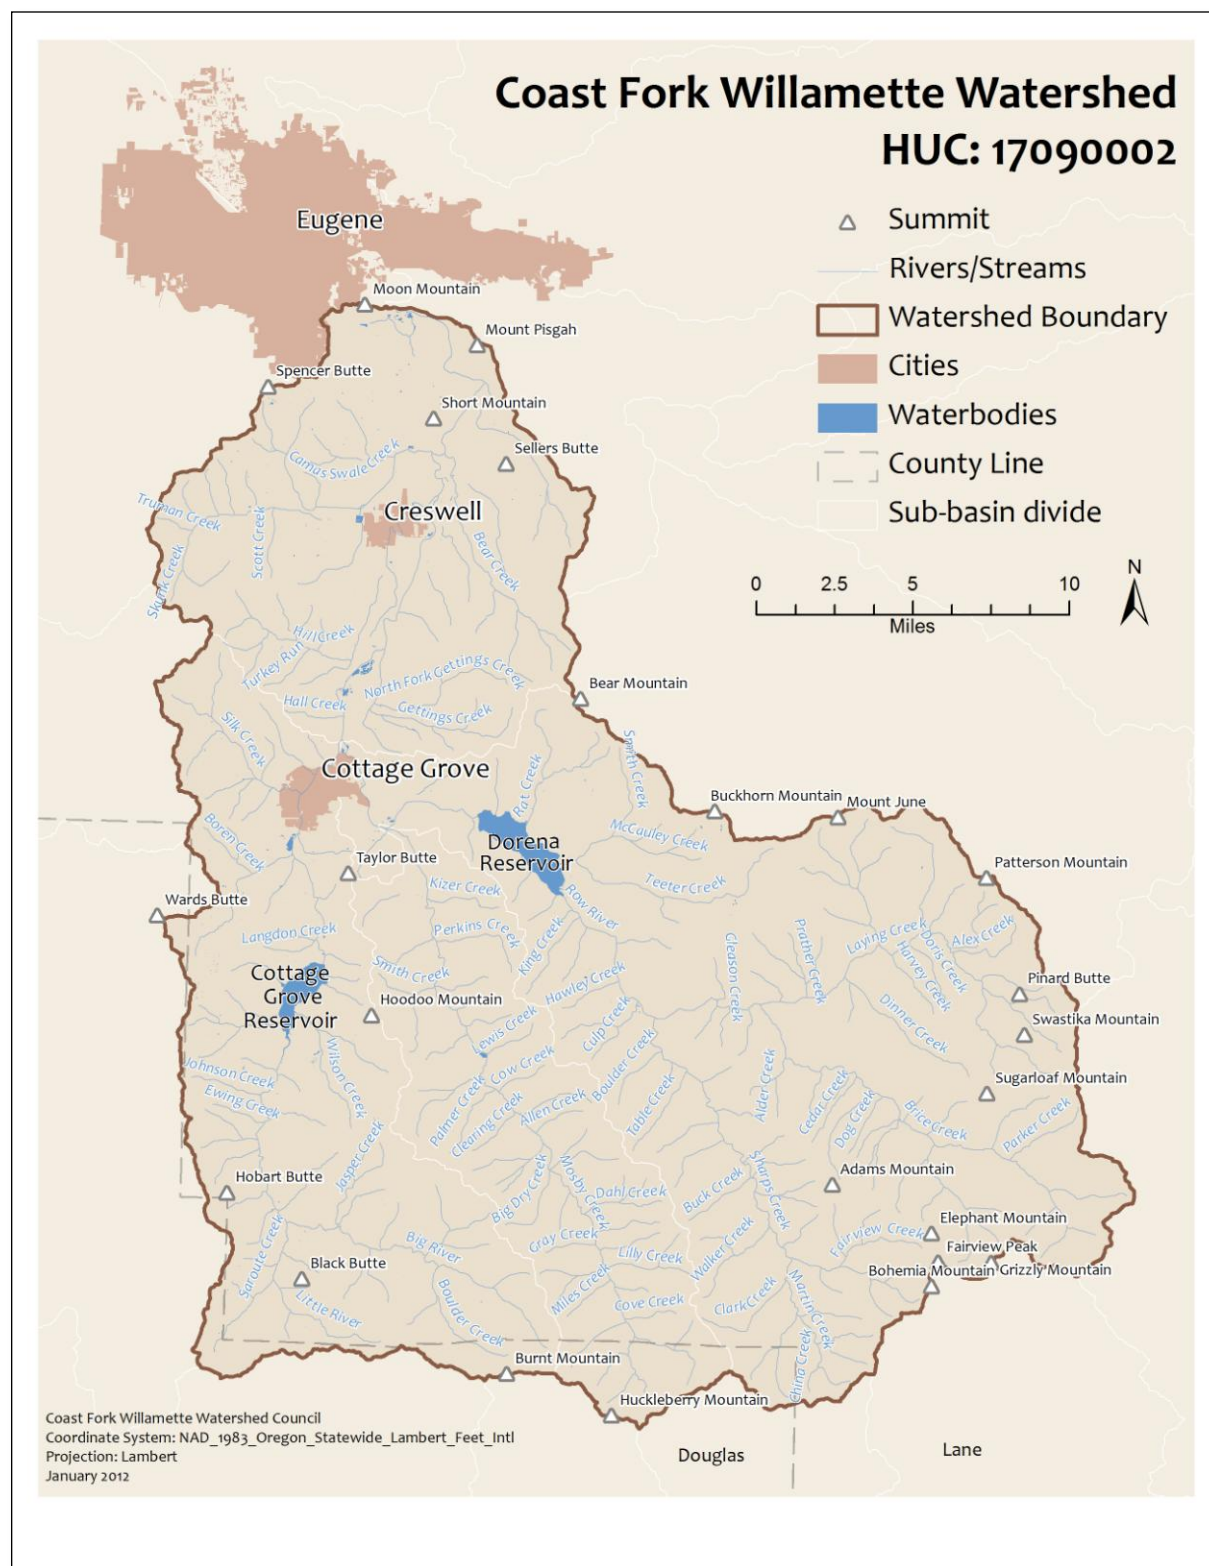 Coast Fork Willamette Watershed
HUC: 17090002
Summit
Rivers/Streams
Watershed Boundary
Cities
Waterbodies
County Line
Sub-basin divide
0 2.5 5 10
Miles
N
Eugene
Moon Mountain
Mount Pisgah
Spencer Butte
Short Mountain
Sellers Butte
Camas Swale Creek
Truman Creek
Creswell
Scott Creek
Bear Creek
Skunk Creek
Hill Creek
Turkey Run
North Fork Gettings Creek
Bear Mountain
Hall Creek
Gettings Creek
Silk Creek
Smith Creek
Cottage Grove
Rat Creek
Buckhorn Mountain
Mount June
Boren Creek
McCauley Creek
Dorena
Reservoir
Taylor Butte
Patterson Mountain
Kizer Creek
Teeter Creek
Wards Butte
Row River
Langdon Creek
Perkins Creek
King Creek
Gleason Creek
Prather Creek
Laying Creek
Doris Creek
Alex Creek
Harvey Creek
Cottage
Grove
Reservoir
Smith Creek
Hawley Creek
Pinard Butte
Hoodoo Mountain
Dinner Creek
Swastika Mountain
Lewis Creek
Culp Creek
Wilson Creek
Cow Creek
Boulder Creek
Johnson Creek
Sugarloaf Mountain
Ewing Creek
Palmer Creek
Clearing Creek
Allen Creek
Table Creek
Alder Creek
Cedar Creek
Dog Creek
Brice Creek
Parker Creek
Jasper Creek
Hobart Butte
Big Dry Creek
Mosby Creek
Dahl Creek
Buck Creek
Sharps Creek
Adams Mountain
Saroute Creek
Big River
Gray Creek
Lilly Creek
Walker Creek
Fairview Creek
Elephant Mountain
Fairview Peak
Bohemia Mountain
Grizzly Mountain
Black Butte
Little River
Boulder Creek
Miles Creek
Cove Creek
Clark Creek
Martin Creek
China Creek
Burnt Mountain
Huckleberry Mountain
Douglas
Lane
Coast Fork Willamette Watershed Council
Coordinate System: NAD_1983_Oregon_Statewide_Lambert_Feet_Intl
Projection: Lambert
January 2012